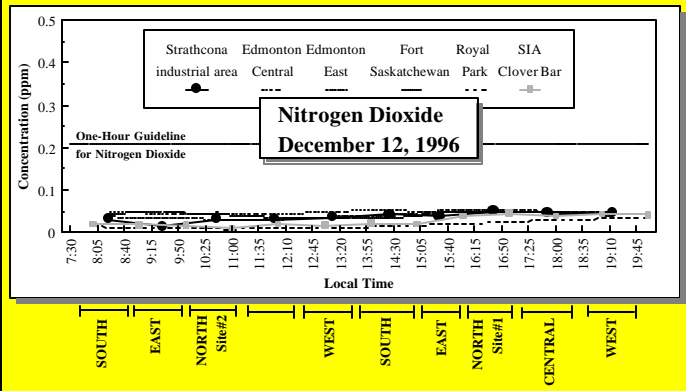 0.5
0.4
0.3
0.2
0.1
0
Concentration (ppm)
Strathcona industrial area
Edmonton Central
Edmonton East
Fort Saskatchewan
Royal Park
SIA Clover Bar
Nitrogen Dioxide
December 12, 1996
One-Hour Guideline
for Nitrogen Dioxide
7:30
8:05
8:40
9:15
9:50
10:25
11:00
11:35
12:10
12:45
13:20
13:55
14:30
15:05
15:40
16:15
16:50
17:25
18:00
18:35
19:10
19:45
Local Time
SOUTH
EAST
NORTH
Site#2
WEST
SOUTH
EAST
NORTH
Site#1
CENTRAL
WEST